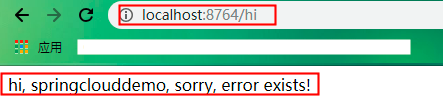 localhost:8764/hi
应用
hi, springclouddemo, sorry, error exists!